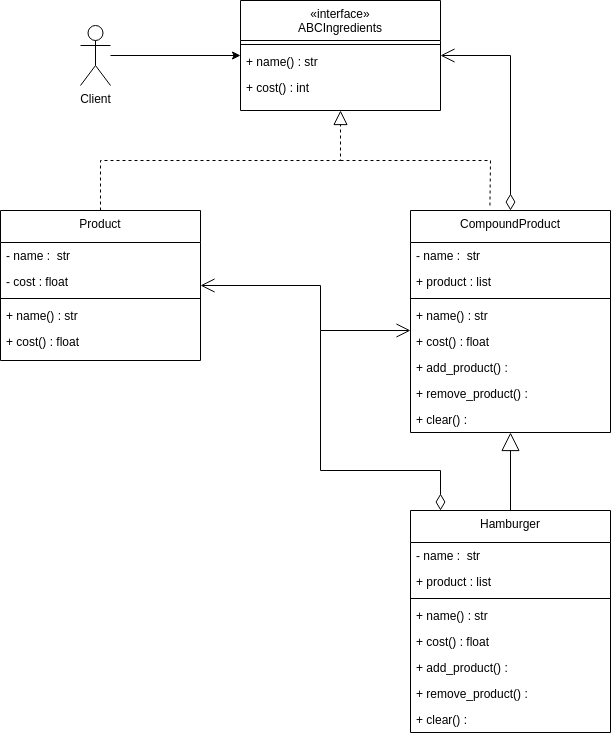 «interface»
ABCIngredients
+ name() : str
+ cost() : int
Client
Product
- name :  str
- cost : float
+ name() : str
+ cost() : float
CompoundProduct
- name :  str
+ product : list
+ name() : str
+ cost() : float
+ add_product() :
+ remove_product() :
+ clear() :
Hamburger
- name :  str
+ product : list
+ name() : str
+ cost() : float
+ add_product() :
+ remove_product() :
+ clear() :